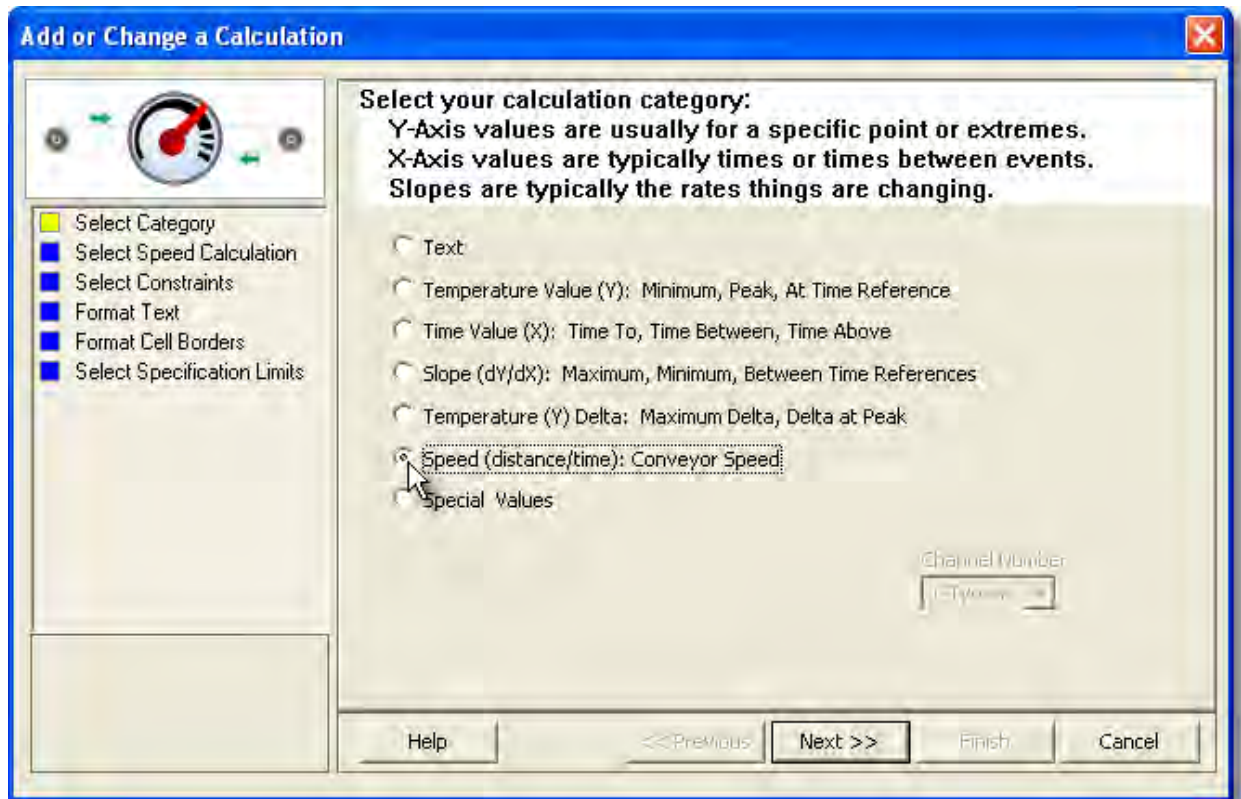 Add or Change a Calculation
Select your calculation category:
Y-Axis values are usually for a specific point or extremes.
X-Axis values are typically times or times between events.
Slopes are typically the rates things are changing.
Select Category
Select Speed Calculation
Select Constraints
Format Text
Format Cell Borders
Select Specification Limits
Text
Temperature Value (Y): Minimum, Peak, At Time Reference
Time Value (X): Time To, Time Between, Time Above
Slope (dY/dX): Maximum, Minimum, Between Time References
Temperature (Y) Delta: Maximum Delta, Delta at Peak
Speed (distance/time): Conveyor Speed
Special Values
Channel Number
Help
<< Previous
Next >>
Finish
Cancel